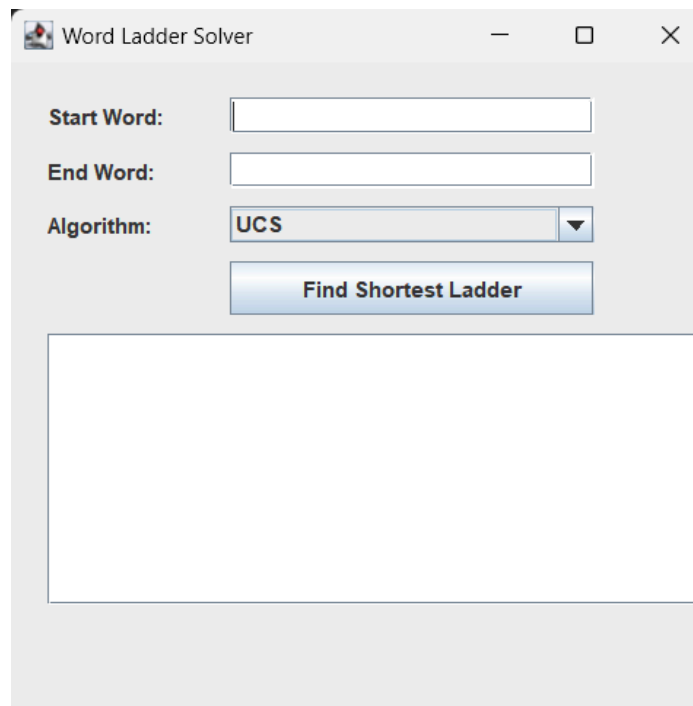 Word Ladder Solver
Start Word:
End Word:
Algorithm: UCS
Find Shortest Ladder